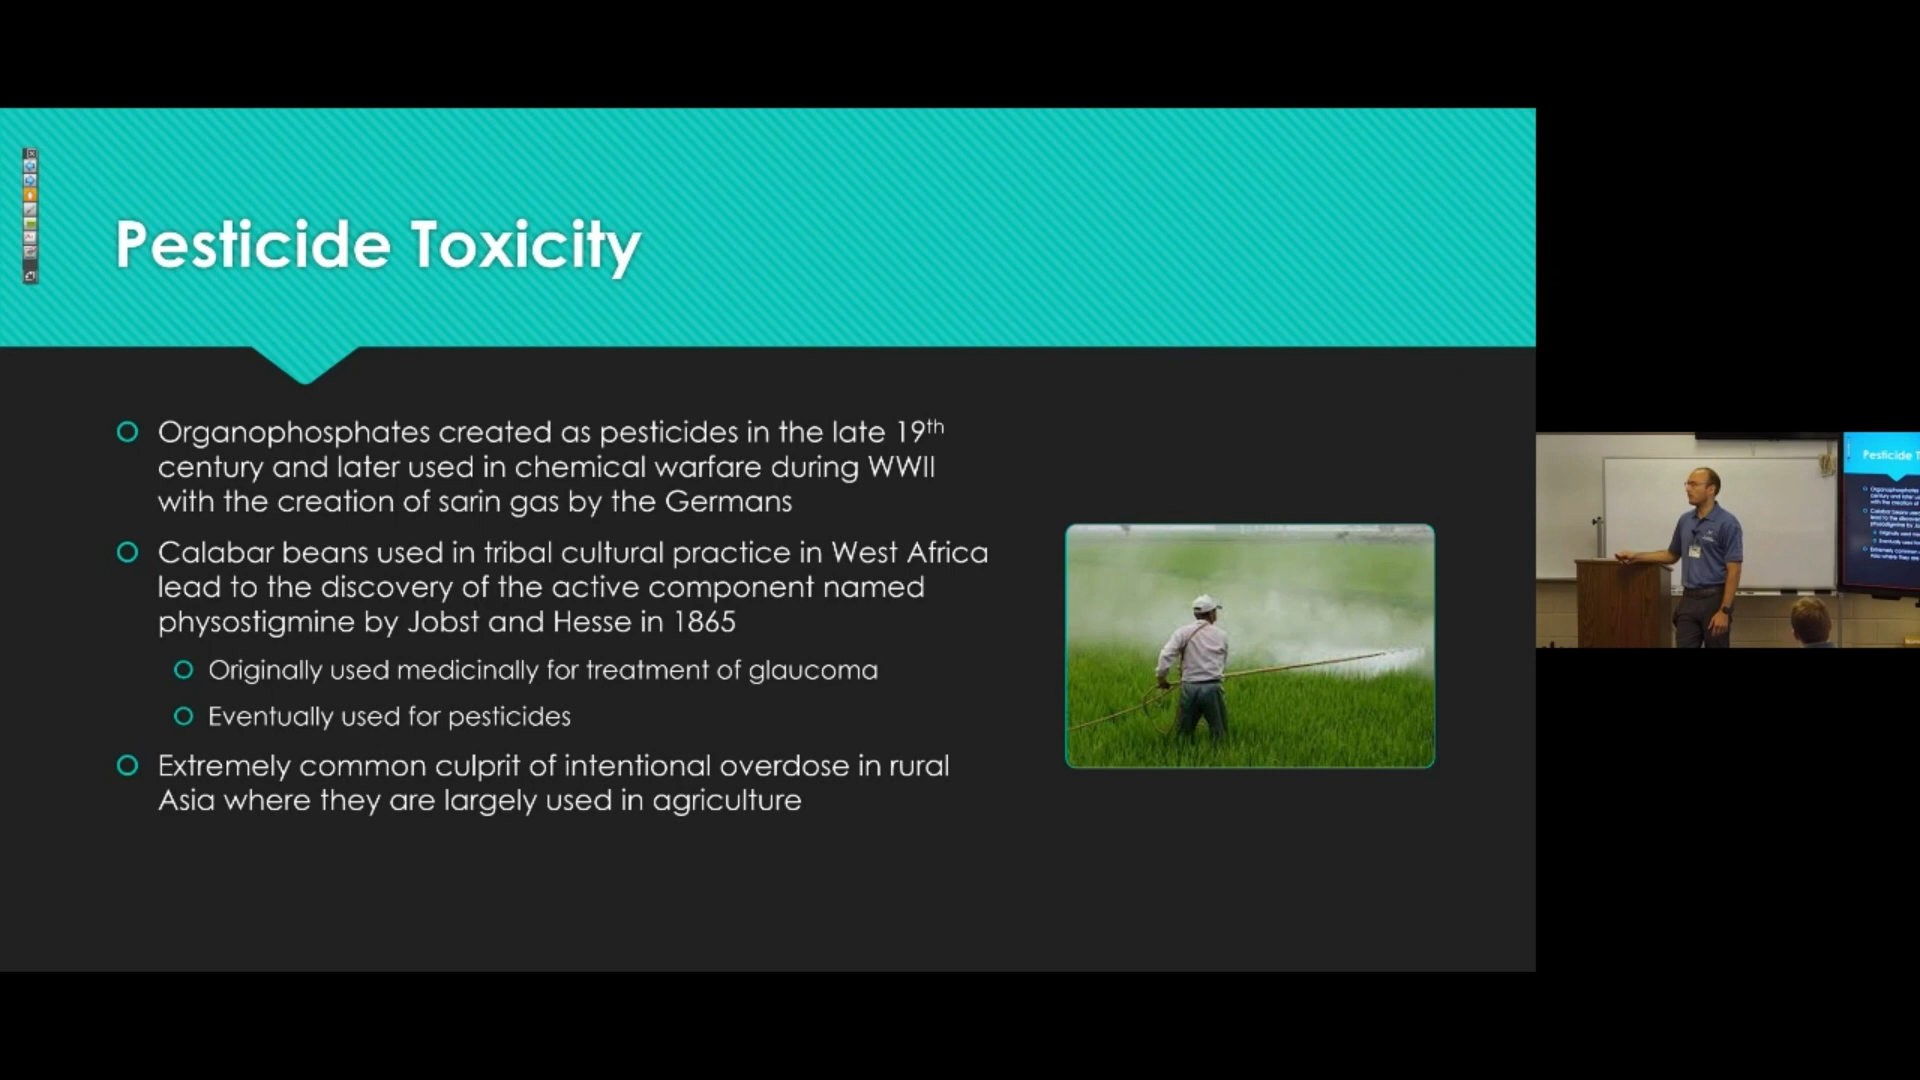 Pesticide Toxicity
Organophosphates created as pesticides in the late 19th
century and later used in chemical warfare during WWII
with the creation of sarin gas by the Germans
Calabar beans used in tribal cultural practice in West Africa
lead to the discovery of the active component named
physostigmine by Jobst and Hesse in 1865
Originally used medicinally for treatment of glaucoma
Eventually used for pesticides
Extremely common culprit of intentional overdose in rural
Asia where they are largely used in agriculture
Pesticide T